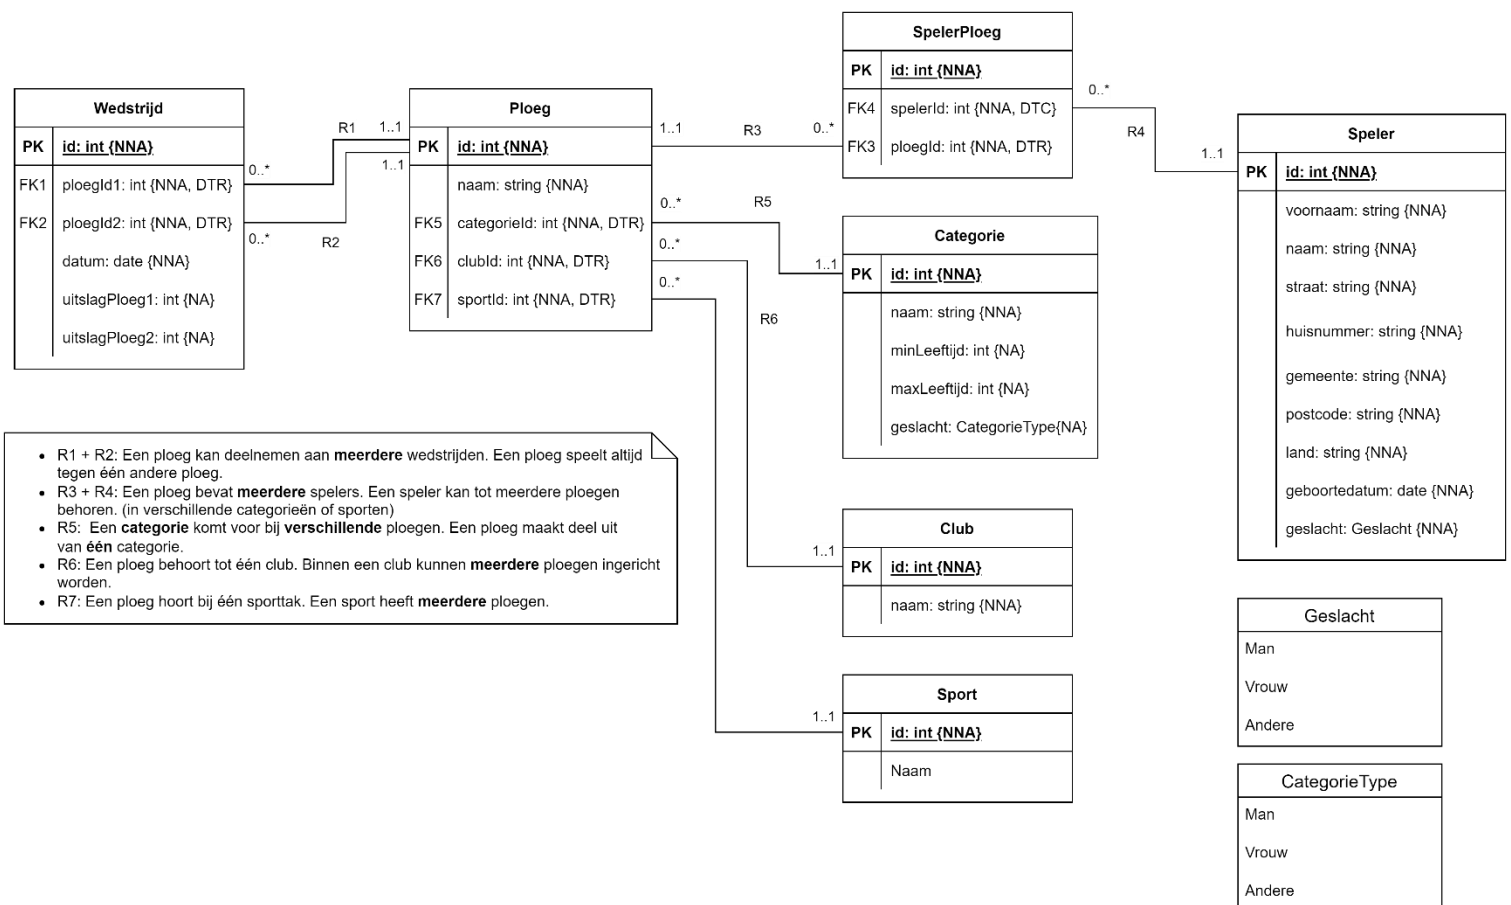 Wedstrijd
PK id: int {NNA}
FK1 ploegId1: int {NNA, DTR}
FK2 ploegId2: int {NNA, DTR}
datum: date {NNA}
uitslagPloeg1: int {NA}
uitslagPloeg2: int {NA}
R1
1..1
0..*
1..1
0..*
R2
Ploeg
PK id: int {NNA}
naam: string {NNA}
FK5 categorieId: int {NNA, DTR}
FK6 clubId: int {NNA, DTR}
FK7 sportId: int {NNA, DTR}
1..1
R3
0..*
0..*
R5
1..1
0..*
0..*
R6
1..1
1..1
SpelerPloeg
PK id: int {NNA}
FK4 spelerId: int {NNA, DTC}
FK3 ploegId: int {NNA, DTR}
0..*
R4
1..1
Categorie
PK id: int {NNA}
naam: string {NNA}
minLeeftijd: int {NA}
maxLeeftijd: int {NA}
geslacht: CategorieType{NA}
Club
PK id: int {NNA}
naam: string {NNA}
Sport
PK id: int {NNA}
Naam
Speler
PK id: int {NNA}
voornaam: string {NNA}
naam: string {NNA}
straat: string {NNA}
huisnummer: string {NNA}
gemeente: string {NNA}
postcode: string {NNA}
land: string {NNA}
geboortedatum: date {NNA}
geslacht: Geslacht {NNA}
Geslacht
Man
Vrouw
Andere
CategorieType
Man
Vrouw
Andere
• R1 + R2: Een ploeg kan deelnemen aan meerdere wedstrijden. Een ploeg speelt altijd
tegen één andere ploeg.
• R3 + R4: Een ploeg bevat meerdere spelers. Een speler kan tot meerdere ploegen
behoren. (in verschillende categorieën of sporten)
• R5: Een categorie komt voor bij verschillende ploegen. Een ploeg maakt deel uit
van één categorie.
• R6: Een ploeg behoort tot één club. Binnen een club kunnen meerdere ploegen ingericht
worden.
• R7: Een ploeg hoort bij één sporttak. Een sport heeft meerdere ploegen.